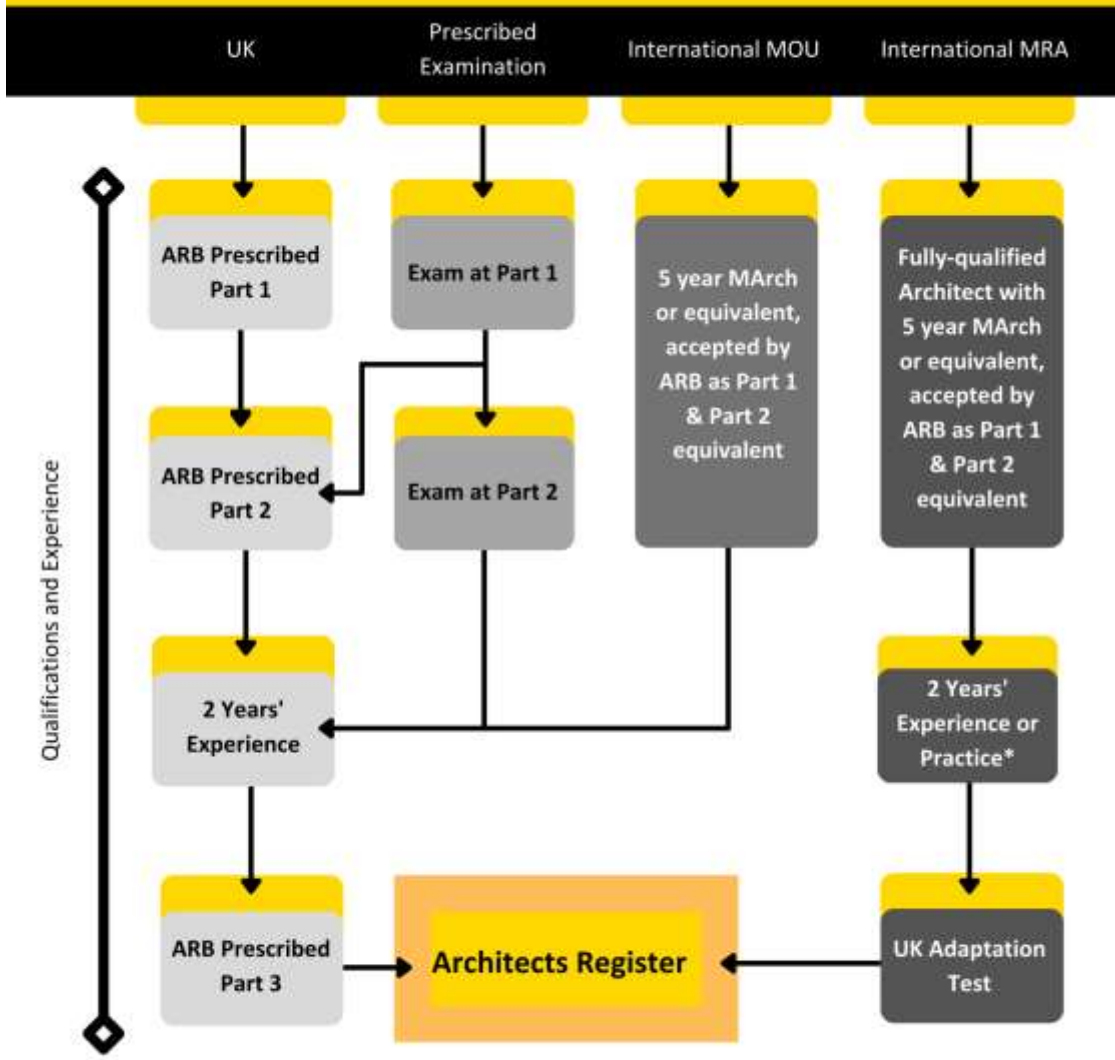 UK
Prescribed
Examination
International MOU
International MRA
Qualifications and Experience
ARB Prescribed
Part 1
Exam at Part 1
5 year MArch
or equivalent,
accepted by
ARB as Part 1
& Part 2
equivalent
Fully-qualified
Architect with
5 year MArch
or equivalent,
accepted by
ARB as Part 1
& Part 2
equivalent
ARB Prescribed
Part 2
Exam at Part 2
2 Years'
Experience
2 Years'
Experience or
Practice*
ARB Prescribed
Part 3
Architects Register
UK Adaptation
Test